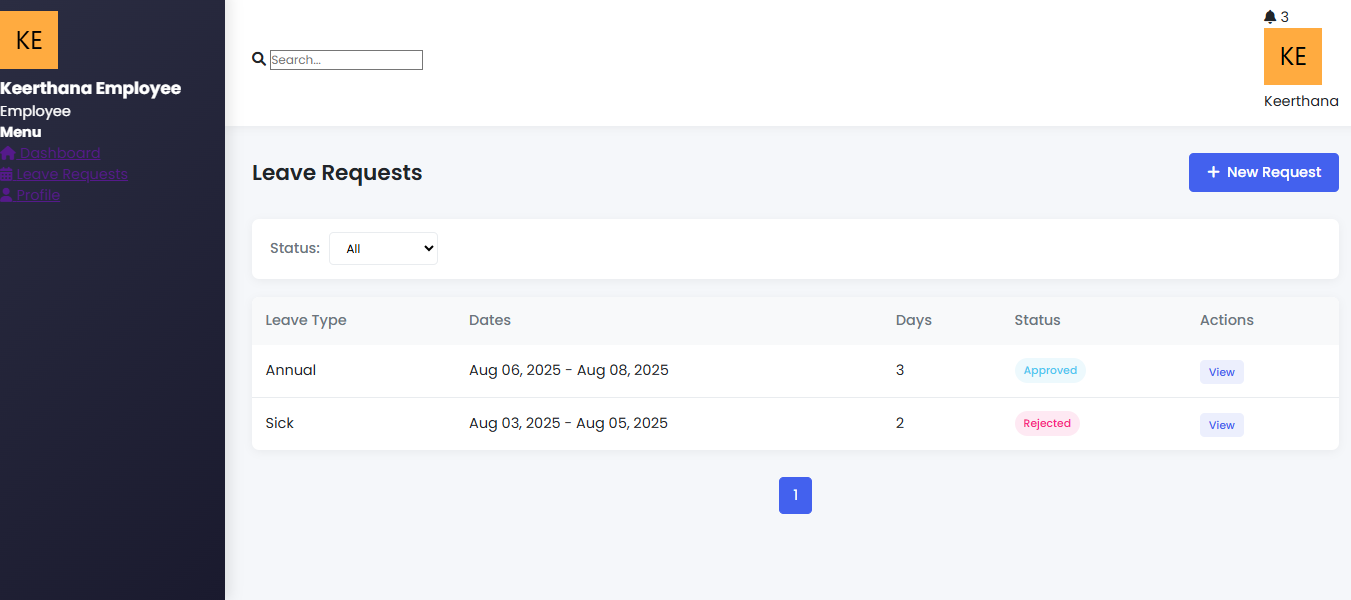 KE
Keerthana Employee
Employee
Menu
Dashboard
Leave Requests
Profile
Search...
3
KE
Keerthana
Leave Requests
+ New Request
Status: All
Leave Type Dates Days Status Actions
Annual Aug 06, 2025 - Aug 08, 2025 3 Approved View
Sick Aug 03, 2025 - Aug 05, 2025 2 Rejected View
1